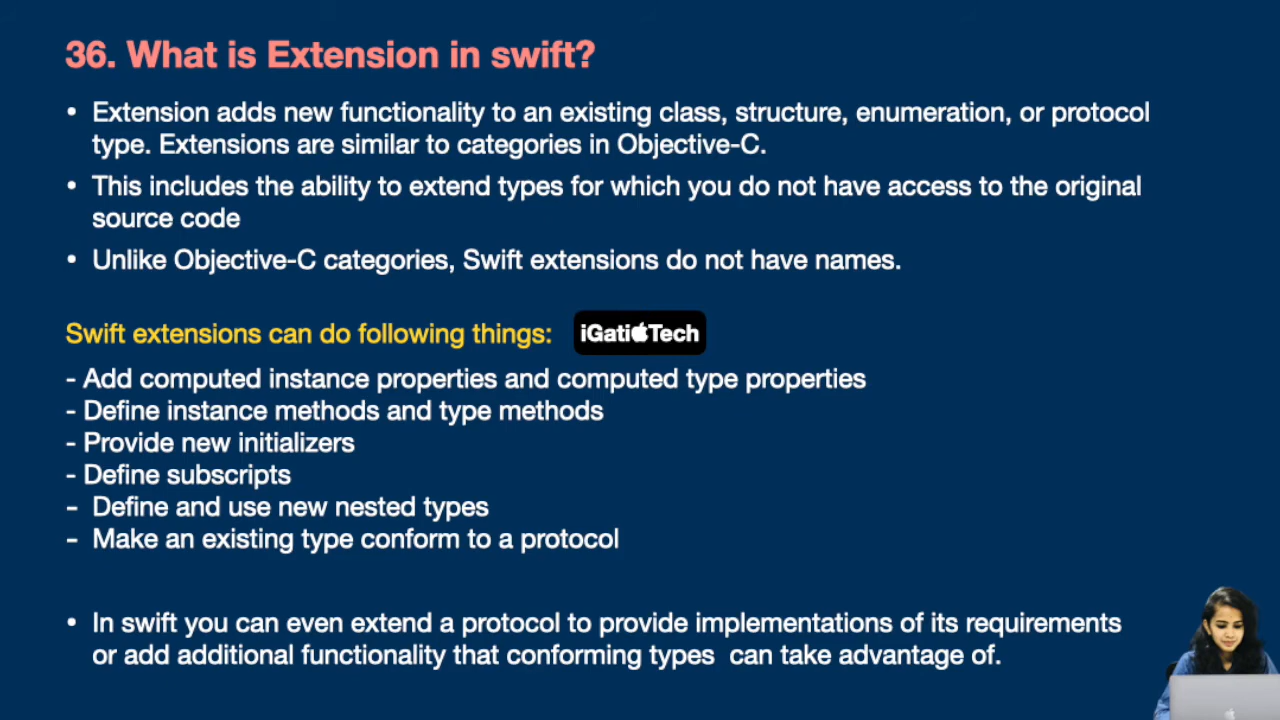 36. What is Extension in swift?
• Extension adds new functionality to an existing class, structure, enumeration, or protocol
type. Extensions are similar to categories in Objective-C.
• This includes the ability to extend types for which you do not have access to the original
source code
• Unlike Objective-C categories, Swift extensions do not have names.
Swift extensions can do following things:
iGatiTech
- Add computed instance properties and computed type properties
- Define instance methods and type methods
- Provide new initializers
- Define subscripts
- Define and use new nested types
- Make an existing type conform to a protocol
• In swift you can even extend a protocol to provide implementations of its requirements
or add additional functionality that conforming types can take advantage of.